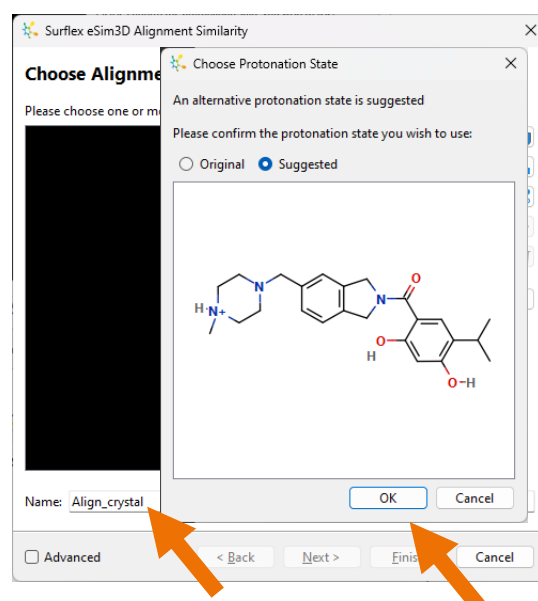 Surflex eSim3D Alignment Similarity
Choose Alignme
Please choose one or m
Choose Protonation State
An alternative protonation state is suggested
Please confirm the protonation state you wish to use:
Original Suggested
O
N
N
H N+
O
H
O-H
OK Cancel
Name: Align_crystal
Advanced < Back Next > Finis Cancel